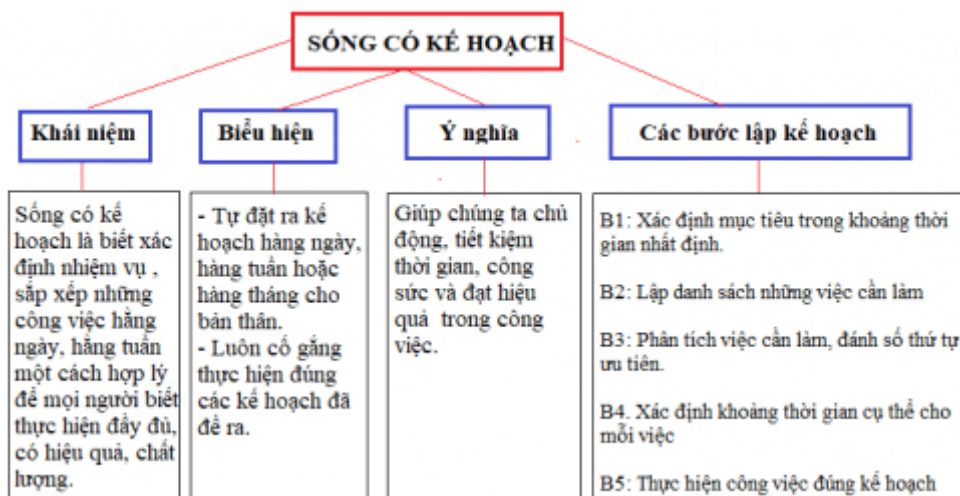 SỐNG CÓ KẾ HOẠCH
Khái niệm
Biểu hiện
Ý nghĩa
Các bước lập kế hoạch
Sống có kế
hoạch là biết xác
định nhiệm vụ ,
sắp xếp những
công việc hằng
ngày, hằng tuần
một cách hợp lý
để mọi người biết
thực hiện đầy đủ,
có hiệu quả, chất
lượng.
- Tự đặt ra kế
hoạch hàng ngày,
hàng tuần hoặc
hàng tháng cho
bản thân.
- Luôn cố gắng
thực hiện đúng
các kế hoạch đã
đề ra.
Giúp chúng ta chủ
động, tiết kiệm
thời gian, công
sức và đạt hiệu
quả trong công
việc.
B1: Xác định mục tiêu trong khoảng thời
gian nhất định.
B2: Lập danh sách những việc cần làm
B3: Phân tích việc cần làm, đánh số thứ tự
ưu tiên.
B4. Xác định khoảng thời gian cụ thể cho
mỗi việc
B5: Thực hiện công việc đúng kế hoạch